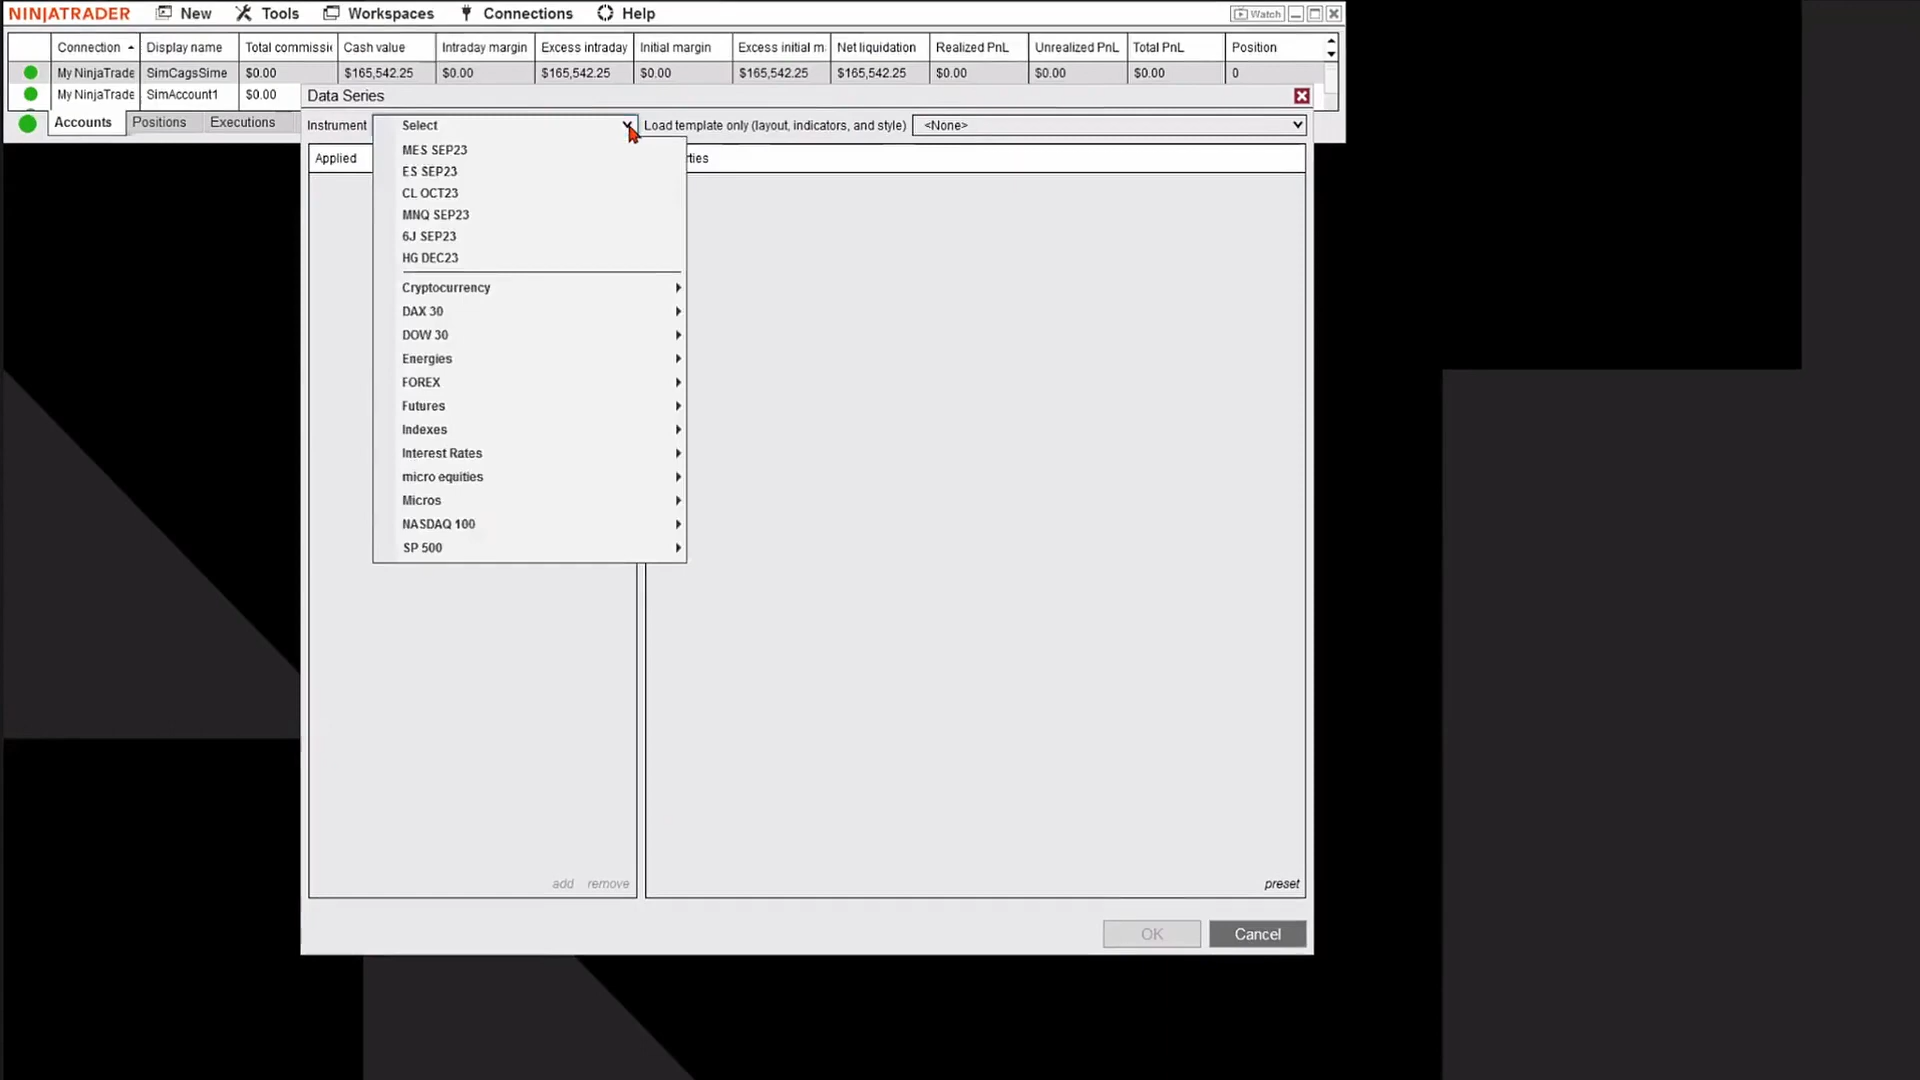 NINJATRADER New Tools Workspaces Connections Help Watch
Connection Display name Total commissi Cash value Intraday margin Excess intraday Initial margin Excess initial m Net liquidation Realized PnL Unrealized PnL Total PnL Position
My NinjaTrade SimCagsSime $0.00 $165,542.25 $0.00 $165,542.25 $0.00 $165,542.25 $165,542.25 $0.00 $0.00 $0.00 0
My NinjaTrade SimAccount1 $0.00
Data Series
Accounts Positions Executions
Instrument Select Load template only (layout, indicators, and style) <None>
Applied rties
MES SEP23
ES SEP23
CL OCT23
MNQ SEP23
6J SEP23
HG DEC23
Cryptocurrency
DAX 30
DOW 30
Energies
FOREX
Futures
Indexes
Interest Rates
micro equities
Micros
NASDAQ 100
SP 500
add remove
preset
OK Cancel